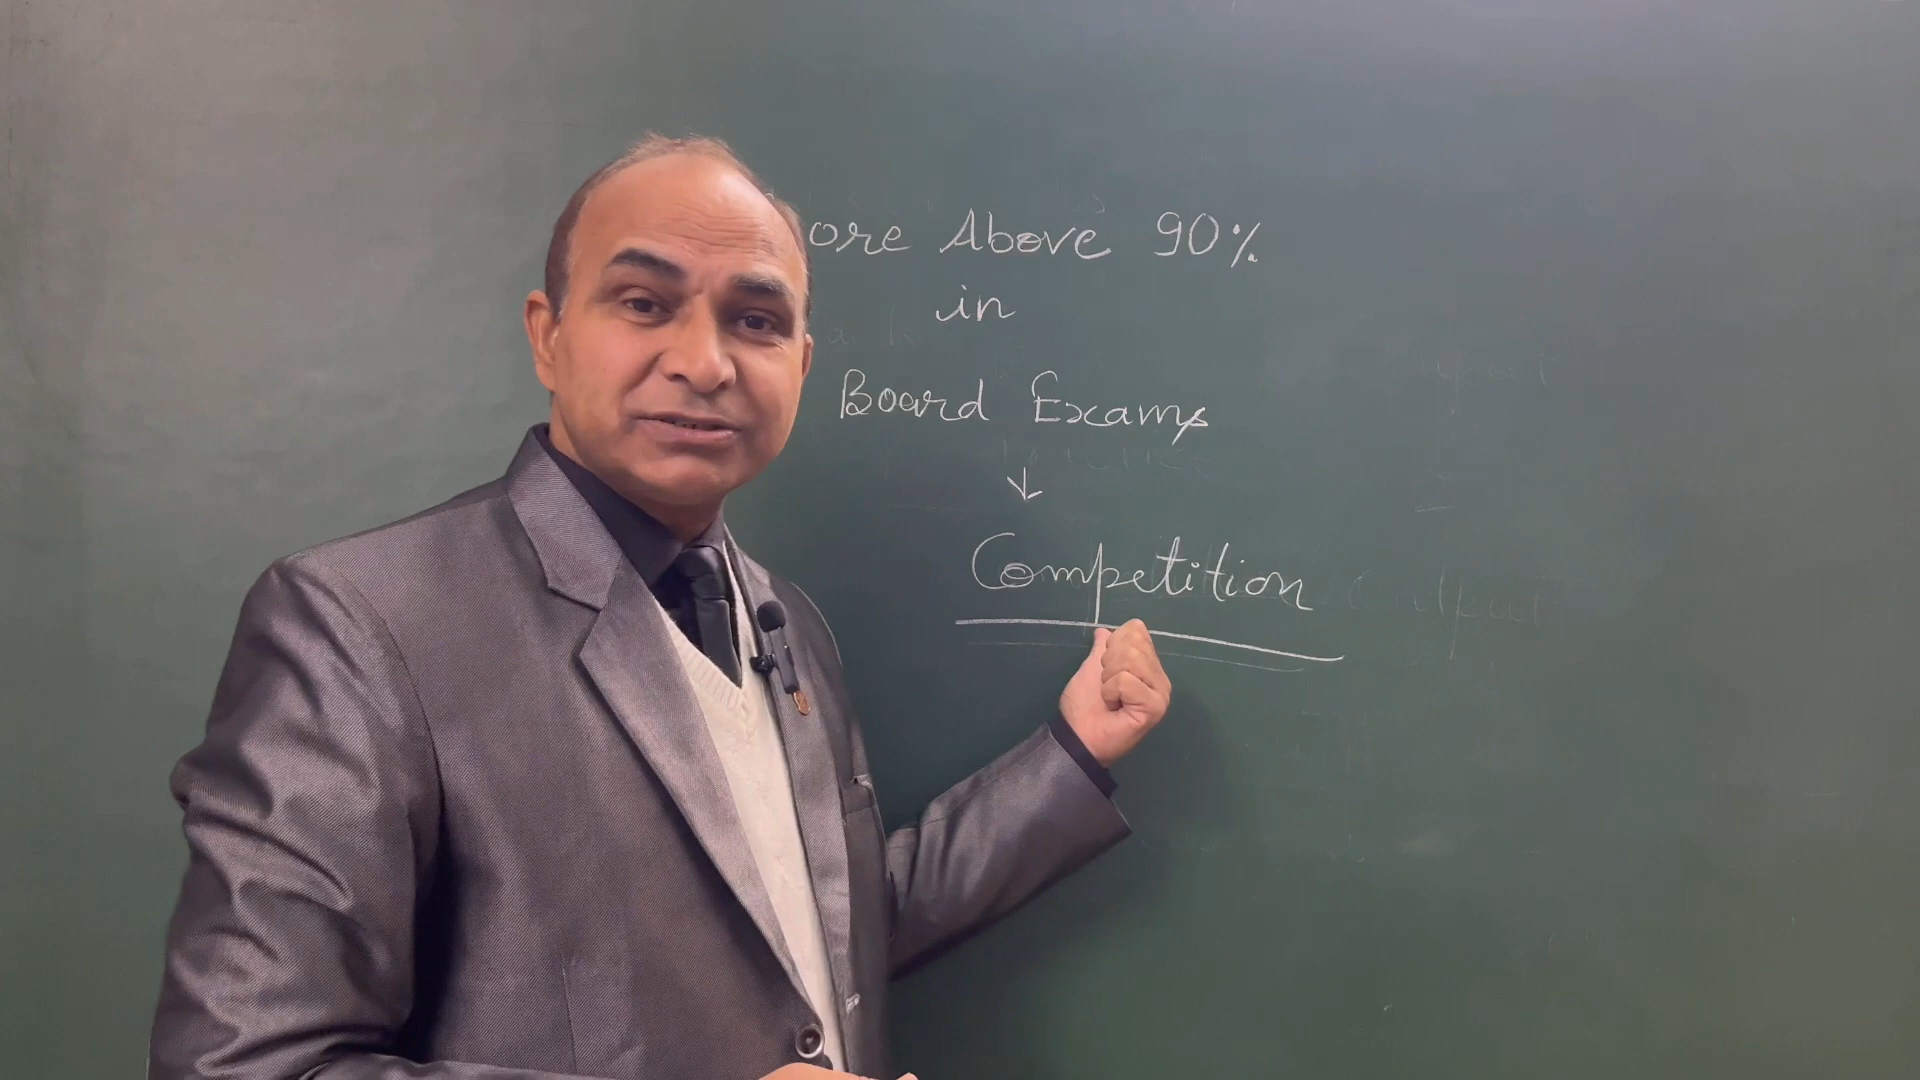 ore Above 90%
in
Board Exams
↓
Competition